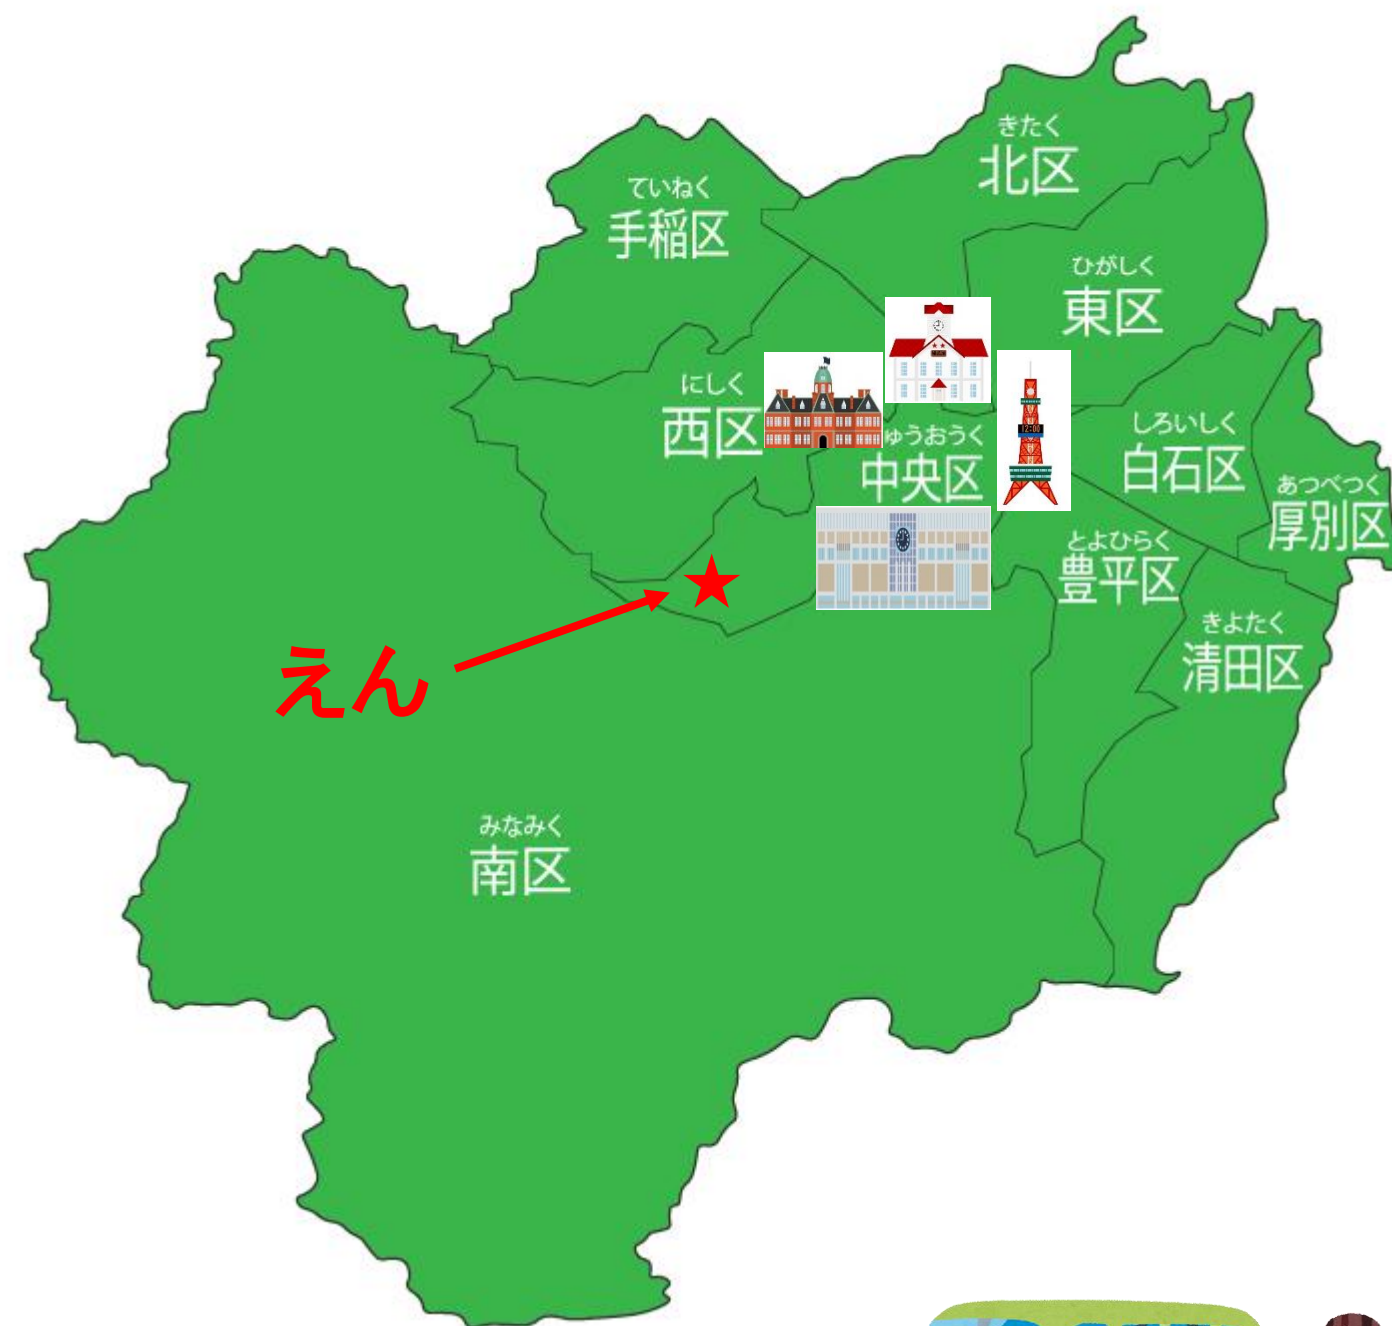 きたく
北区
ていねく
手稲区
ひがしく
東区
にしく
西区
ゅうおうく
中央区
しろいしく
白石区
あつべつく
厚別区
とよひらく
豊平区
きよたく
清田区
えん
みなみく
南区
12:00